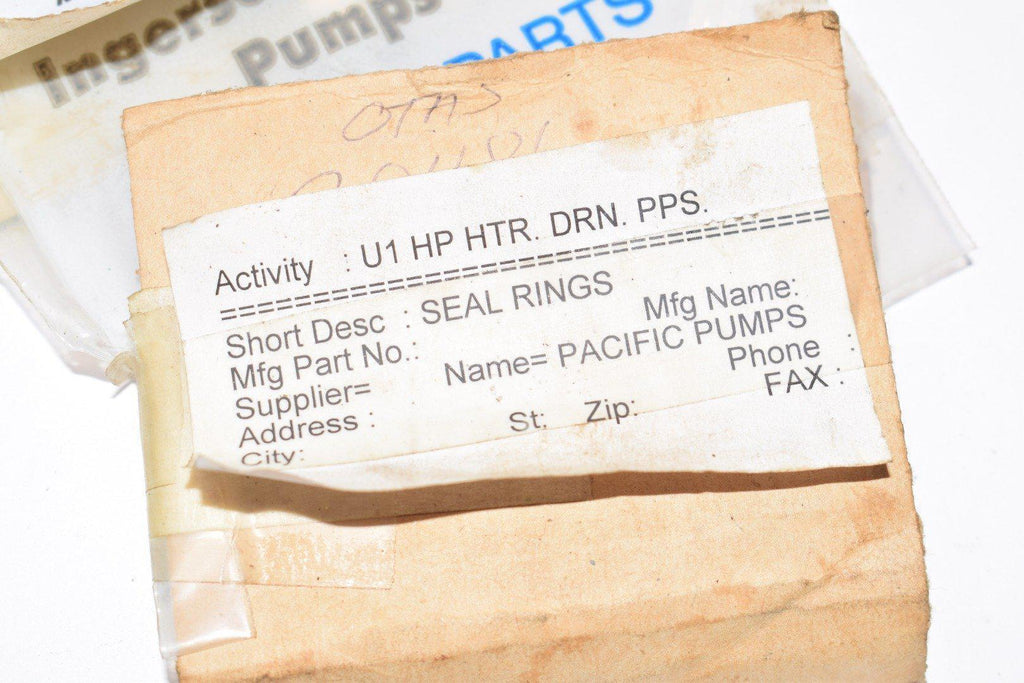 Pumps
PARTS
OTAS
Activity : U1 HP HTR. DRN. PPS.
================================================
Short Desc : SEAL RINGS
Mfg Part No.: Mfg Name:
Supplier= Name= PACIFIC PUMPS
Address : Phone :
City: St: Zip: FAX :